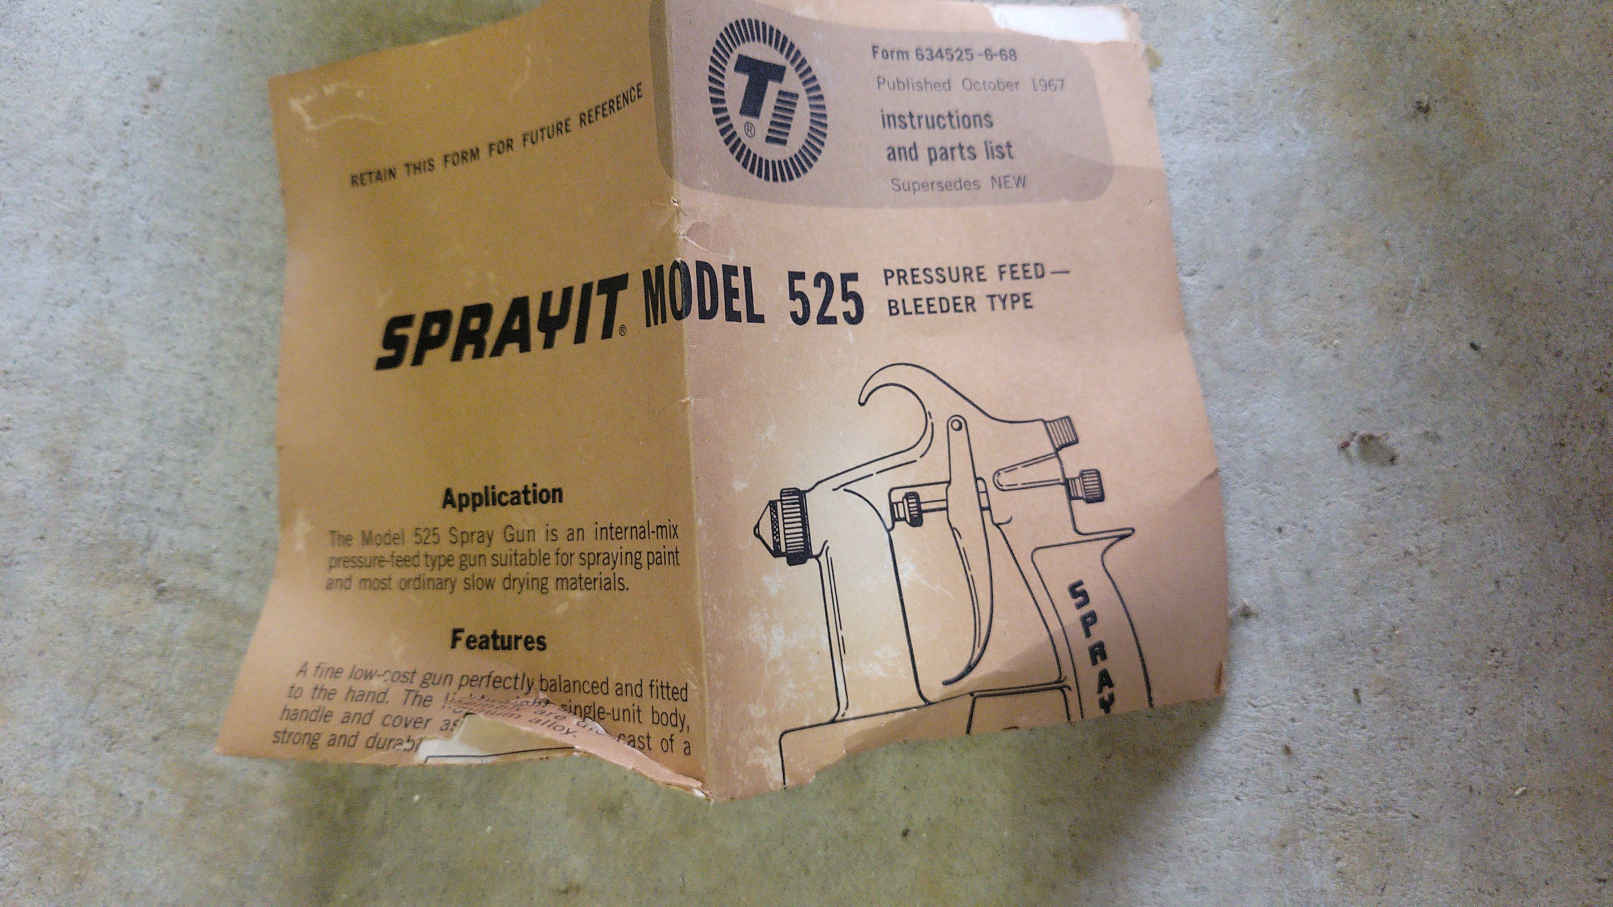 RETAIN THIS FORM FOR FUTURE REFERENCE
TI
®
Form 634525-6-68
Published October 1967
instructions
and parts list
Supersedes NEW
SPRAYIT® MODEL 525
PRESSURE FEED—
BLEEDER TYPE
Application
The Model 525 Spray Gun is an internal-mix
pressure-feed type gun suitable for spraying paint
and most ordinary slow drying materials.
Features
A fine low-cost gun perfectly balanced and fitted
to the hand. The single-unit body,
handle and cover cast of a
strong and alloy.
SPRAY